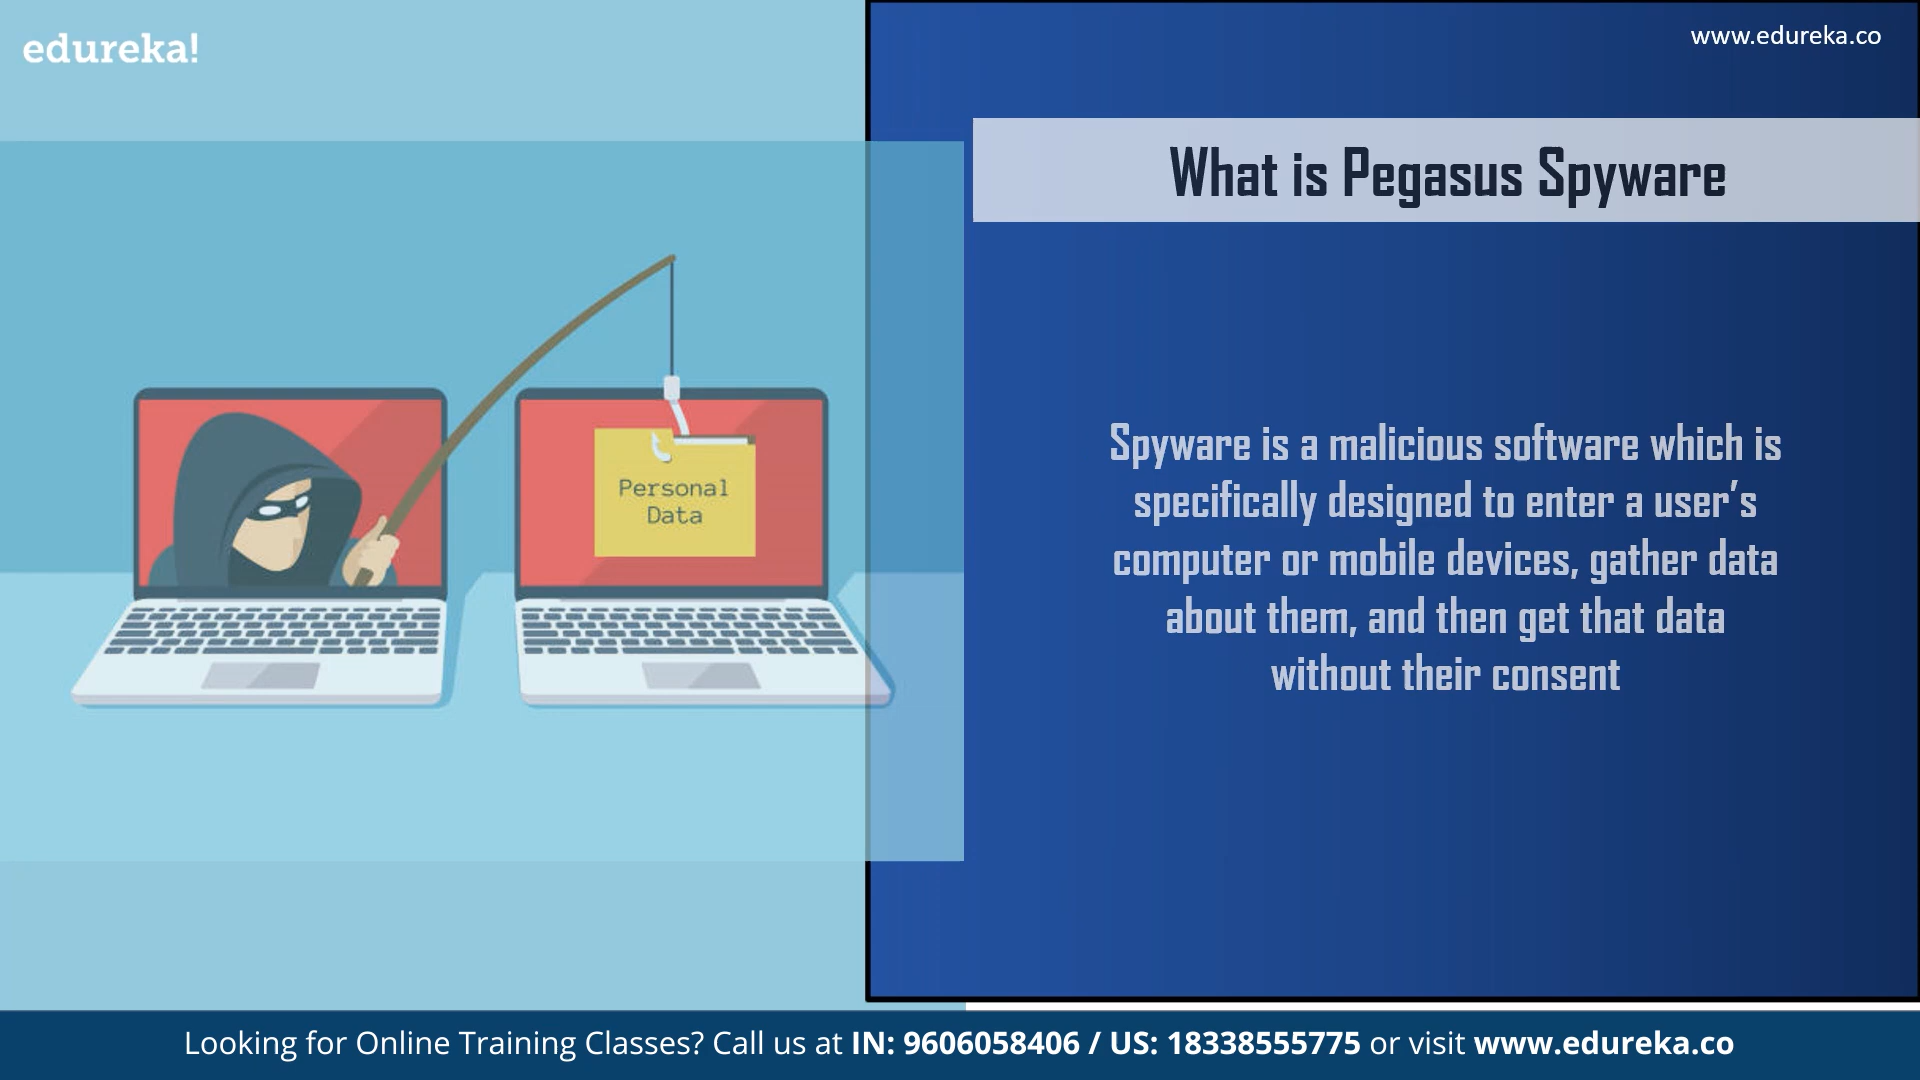 edureka!
www.edureka.co
What is Pegasus Spyware
Personal
Data
Spyware is a malicious software which is
specifically designed to enter a user’s
computer or mobile devices, gather data
about them, and then get that data
without their consent
Looking for Online Training Classes? Call us at IN: 9606058406 / US: 18338555775 or visit www.edureka.co